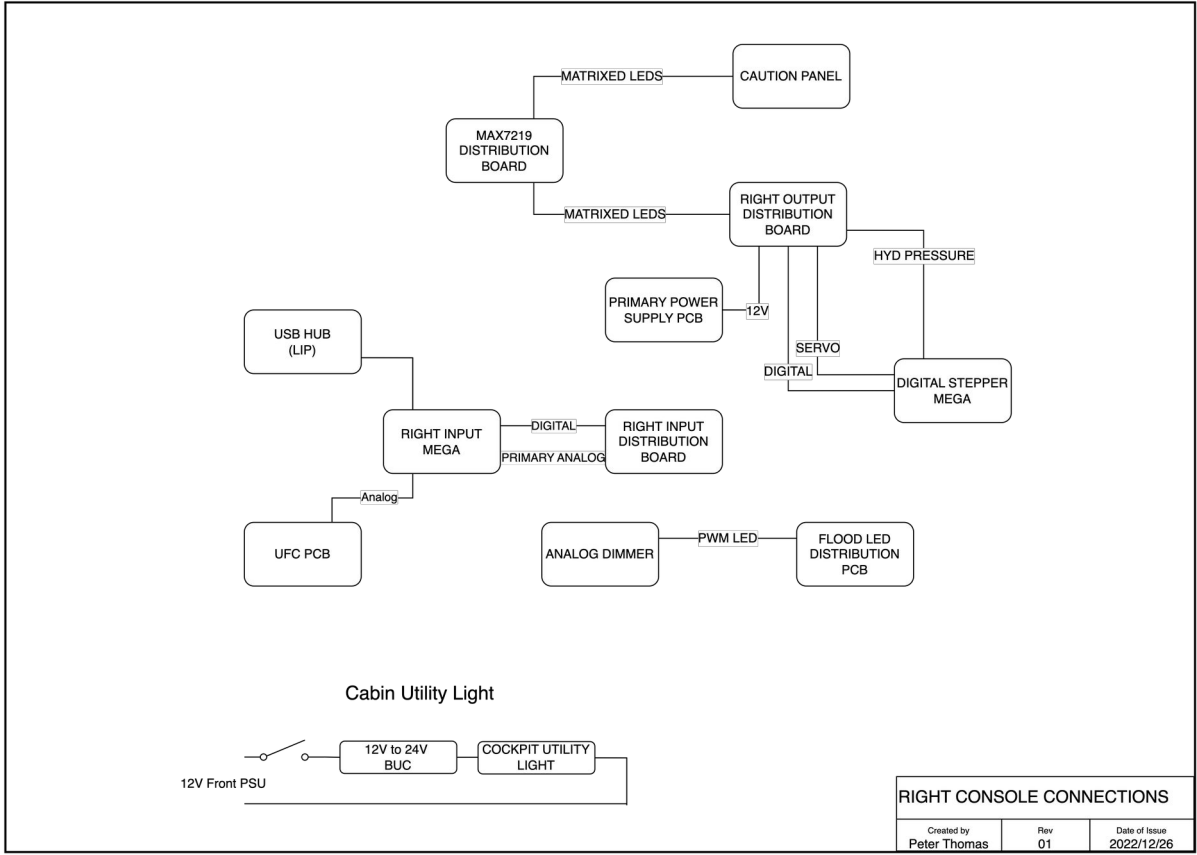 MATRIXED LEDS
CAUTION PANEL
MAX7219
DISTRIBUTION
BOARD
MATRIXED LEDS
RIGHT OUTPUT
DISTRIBUTION
BOARD
HYD PRESSURE
PRIMARY POWER
SUPPLY PCB
12V
USB HUB
(LIP)
SERVO
DIGITAL
DIGITAL STEPPER
MEGA
RIGHT INPUT
MEGA
DIGITAL
PRIMARY ANALOG
RIGHT INPUT
DISTRIBUTION
BOARD
Analog
UFC PCB
ANALOG DIMMER
PWM LED
FLOOD LED
DISTRIBUTION
PCB
Cabin Utility Light
12V Front PSU
12V to 24V
BUC
COCKPIT UTILITY
LIGHT
RIGHT CONSOLE CONNECTIONS
Created by
Peter Thomas
Rev
01
Date of Issue
2022/12/26